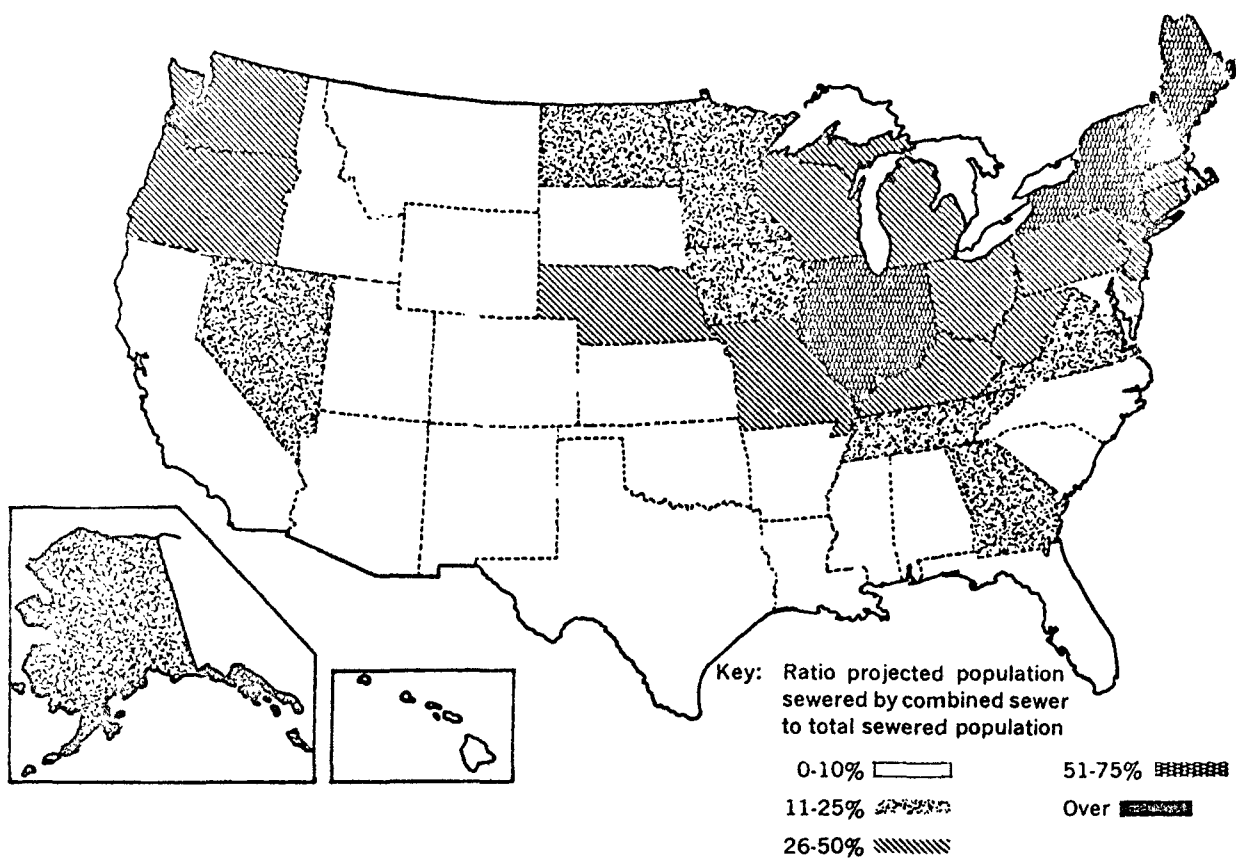 Key: Ratio projected population
sewered by combined sewer
to total sewered population
0-10%
11-25%
26-50%
51-75%
Over